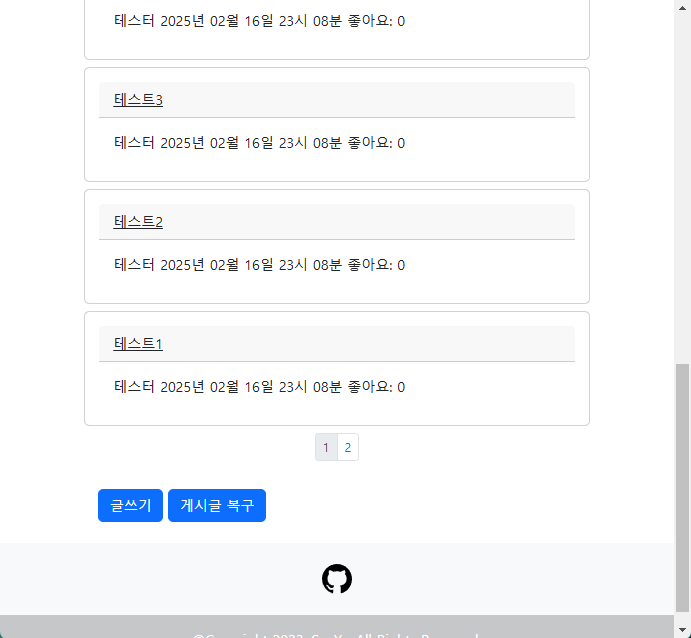 테스터 2025년 02월 16일 23시 08분 좋아요: 0
테스트3
테스터 2025년 02월 16일 23시 08분 좋아요: 0
테스트2
테스터 2025년 02월 16일 23시 08분 좋아요: 0
테스트1
테스터 2025년 02월 16일 23시 08분 좋아요: 0
1 2
글쓰기 게시글 복구